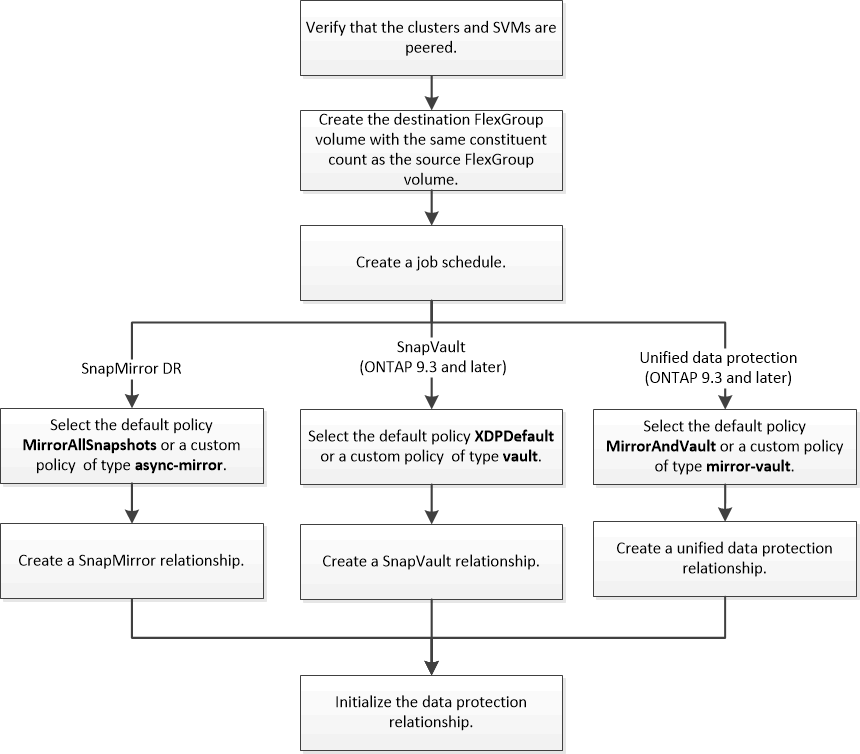 Verify that the clusters and SVMs are
peered.
Create the destination FlexGroup
volume with the same constituent
count as the source FlexGroup
volume.
Create a job schedule.
SnapMirror DR
SnapVault
(ONTAP 9.3 and later)
Unified data protection
(ONTAP 9.3 and later)
Select the default policy
MirrorAllSnapshots or a custom
policy of type async-mirror.
Select the default policy XDPDefault
or a custom policy of type vault.
Select the default policy
MirrorAndVault or a custom policy
of type mirror-vault.
Create a SnapMirror relationship.
Create a SnapVault relationship.
Create a unified data protection
relationship.
Initialize the data protection
relationship.